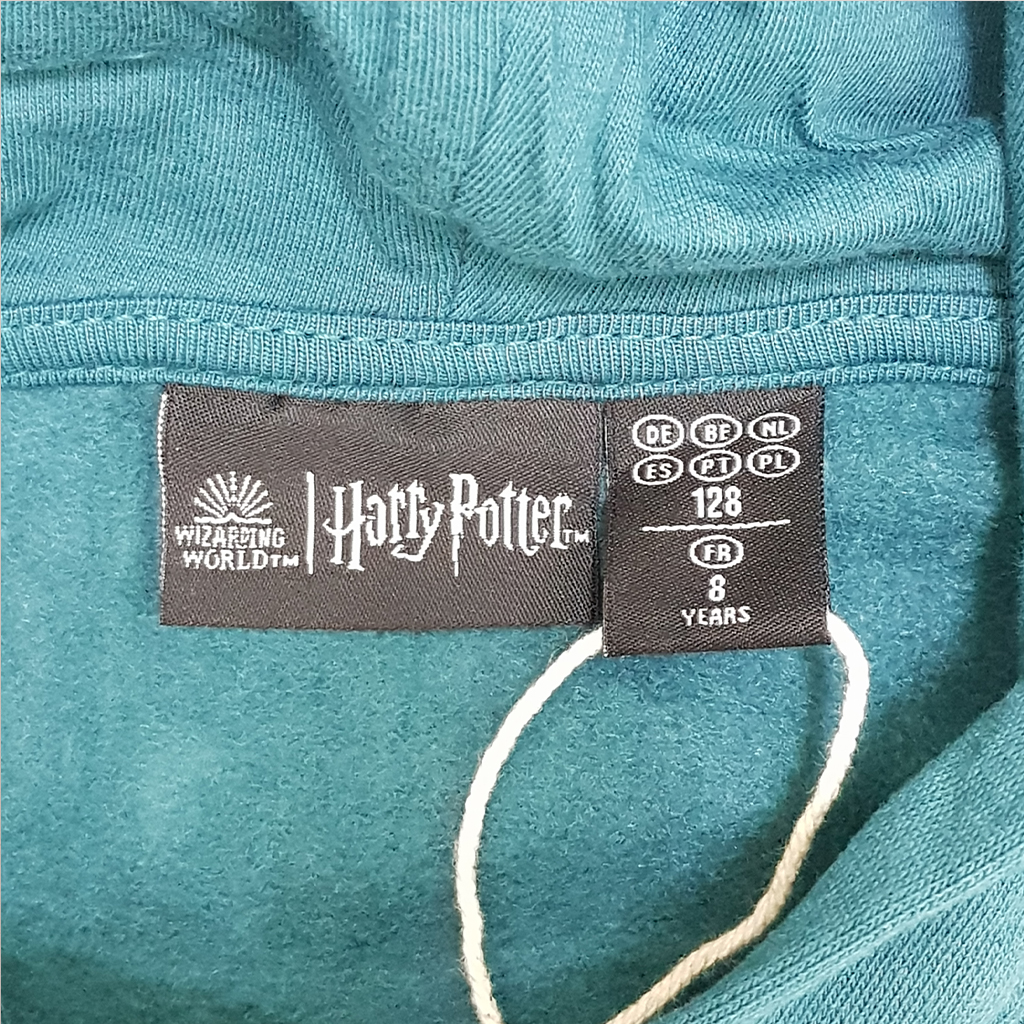 WIZARDING
WORLD™
Harry Potter™
DE BE NL
ES PT PL
128
FR
8
YEARS